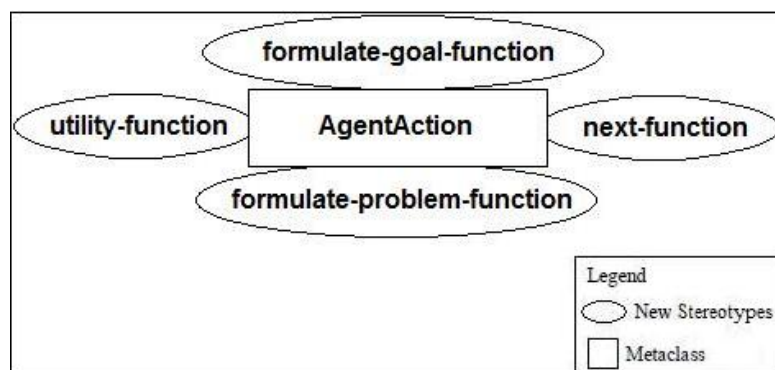 formulate-goal-function
utility-function
AgentAction
next-function
formulate-problem-function
Legend
New Stereotypes
Metaclass